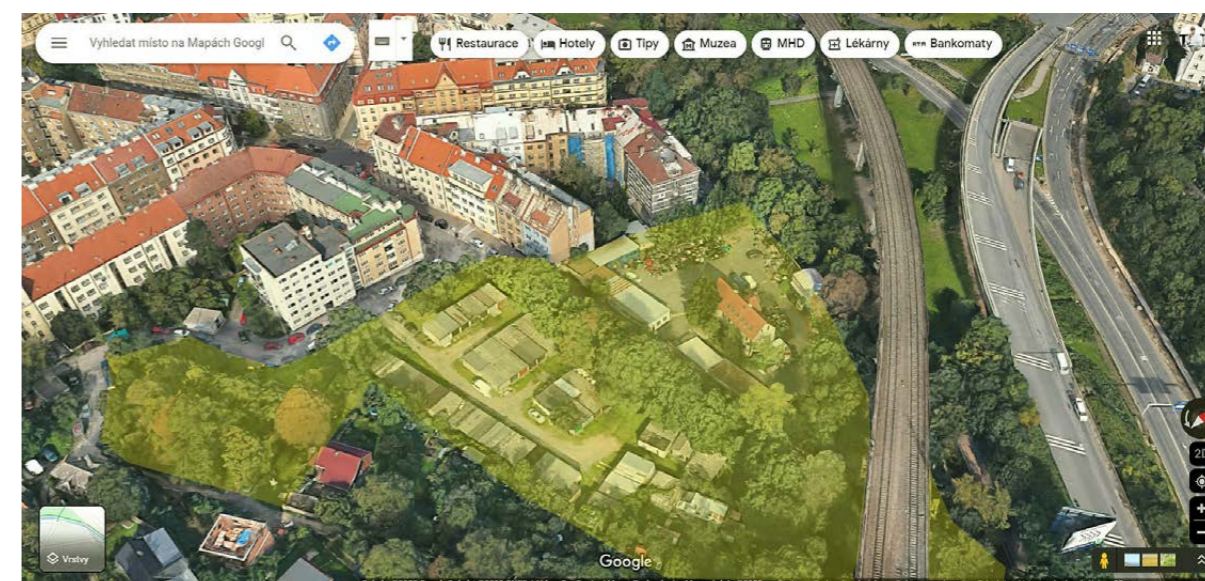 Vyhledat místo na Mapách Googl
Restaurace
Hotely
Tipy
Muzea
MHD
Lékárny
Bankomaty
2D
Vrstvy
Google